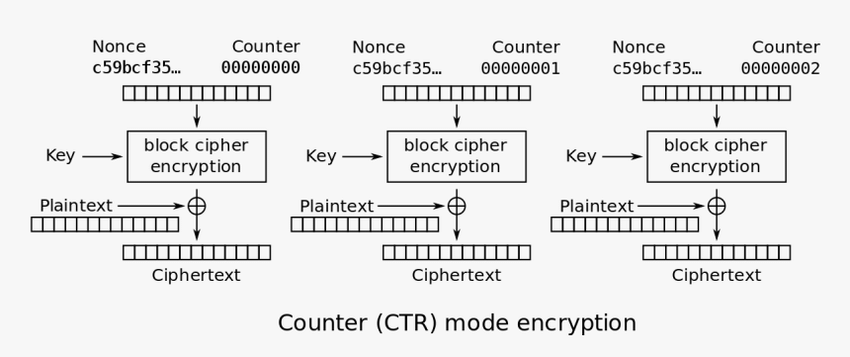 Nonce Counter Nonce Counter Nonce Counter
c59bcf35… 00000000 c59bcf35… 00000001 c59bcf35… 00000002
Key block cipher encryption Key block cipher encryption Key block cipher encryption
Plaintext Plaintext Plaintext
Ciphertext Ciphertext Ciphertext
Counter (CTR) mode encryption